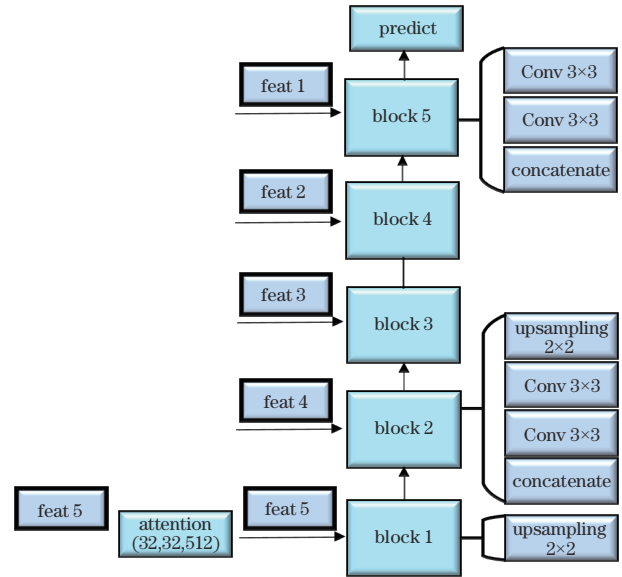 predict
feat 1
block 5
Conv 3×3
Conv 3×3
concatenate
feat 2
block 4
feat 3
block 3
upsampling
2×2
Conv 3×3
Conv 3×3
concatenate
feat 4
block 2
feat 5
attention
(32,32,512)
feat 5
block 1
upsampling
2×2